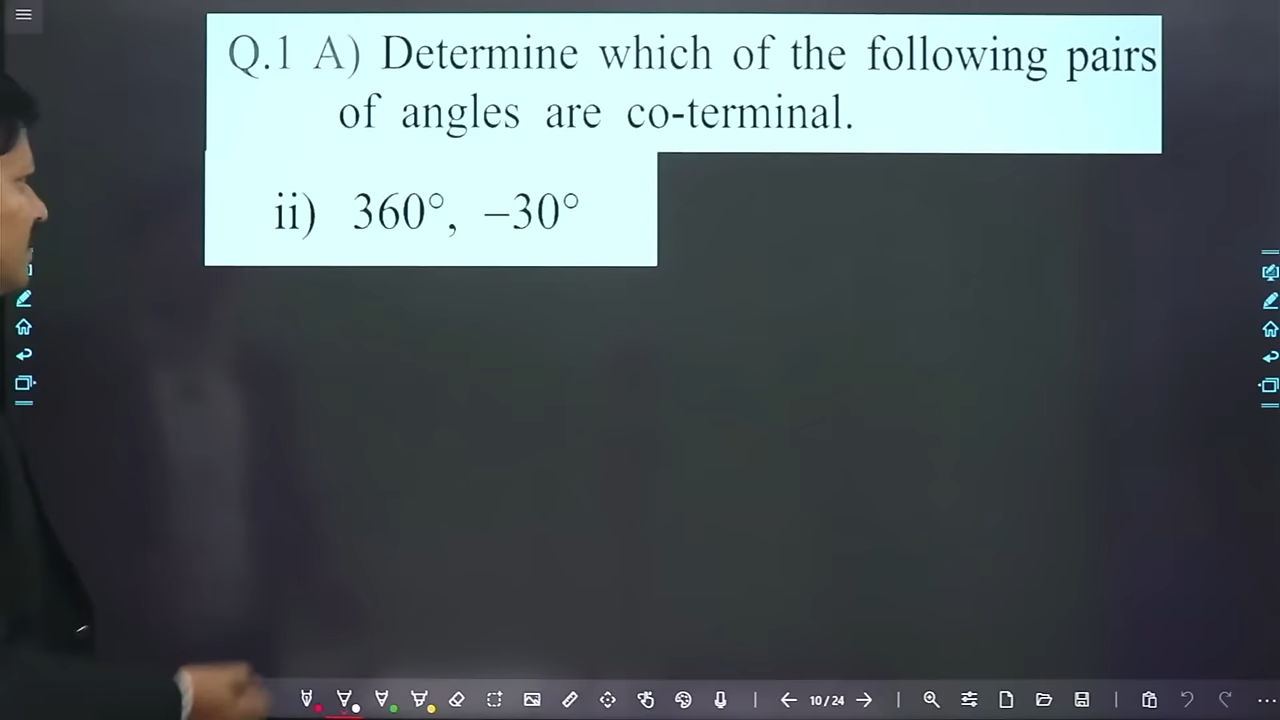 Q.1 A) Determine which of the following pairs
of angles are co-terminal.
ii) 360°, −30°
10 / 24